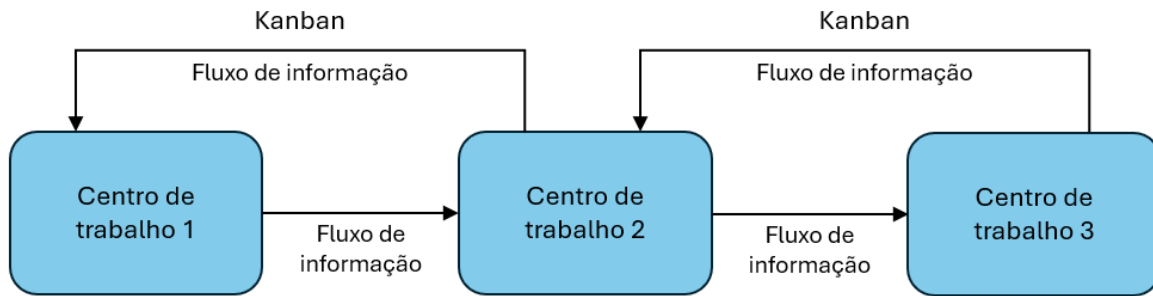 Kanban
Kanban
Fluxo de informação
Fluxo de informação
Centro de
trabalho 1
Fluxo de
informação
Centro de
trabalho 2
Fluxo de
informação
Centro de
trabalho 3